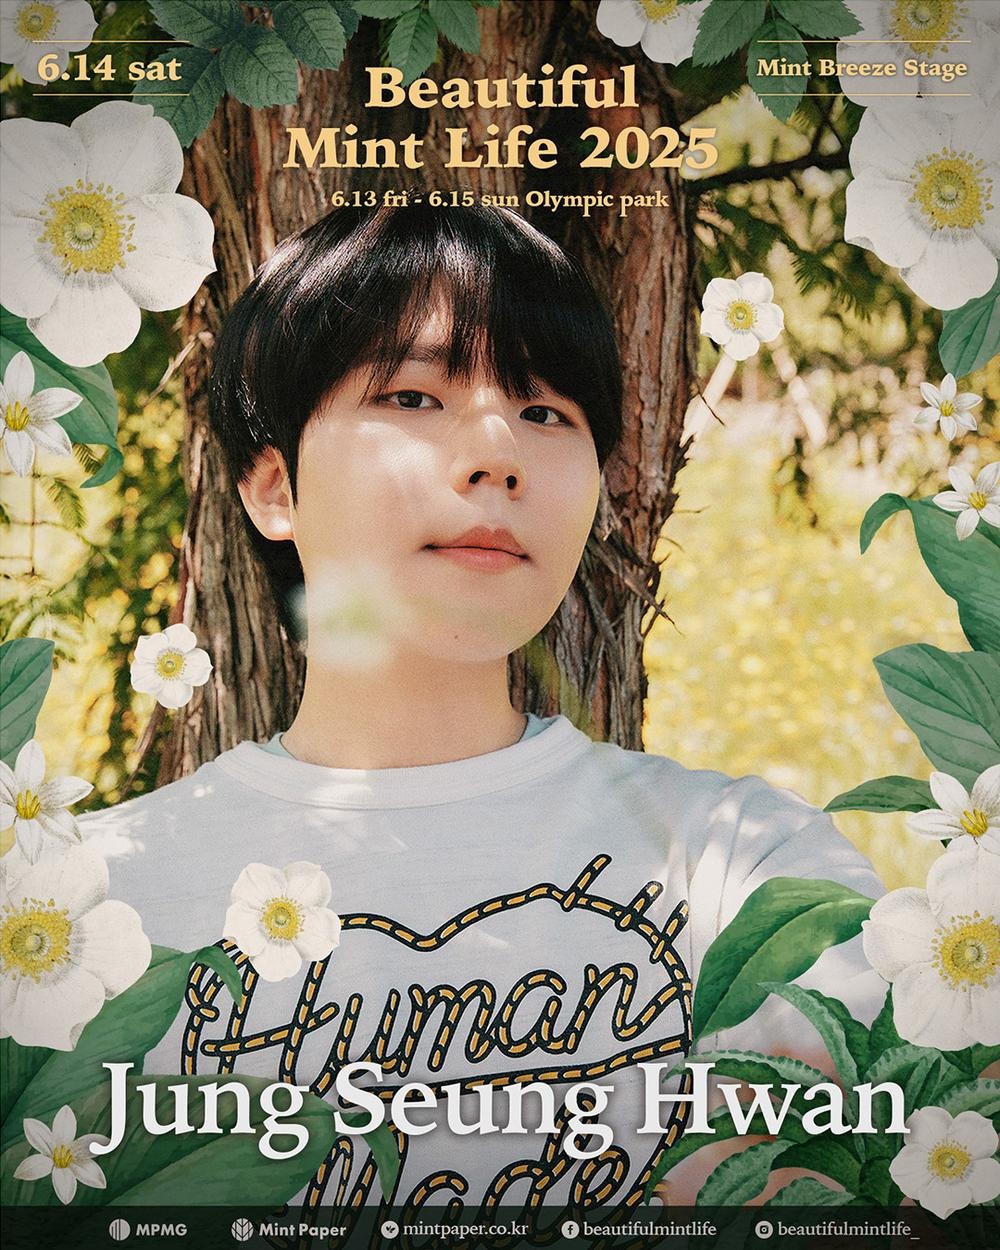 6.14 sat
Mint Breeze Stage
Beautiful
Mint Life 2025
6.13 fri - 6.15 sun Olympic park
Human
Made
Jung Seung Hwan
MPMG
Mint Paper
mintpaper.co.kr
beautifulmintlife
beautifulmintlife_